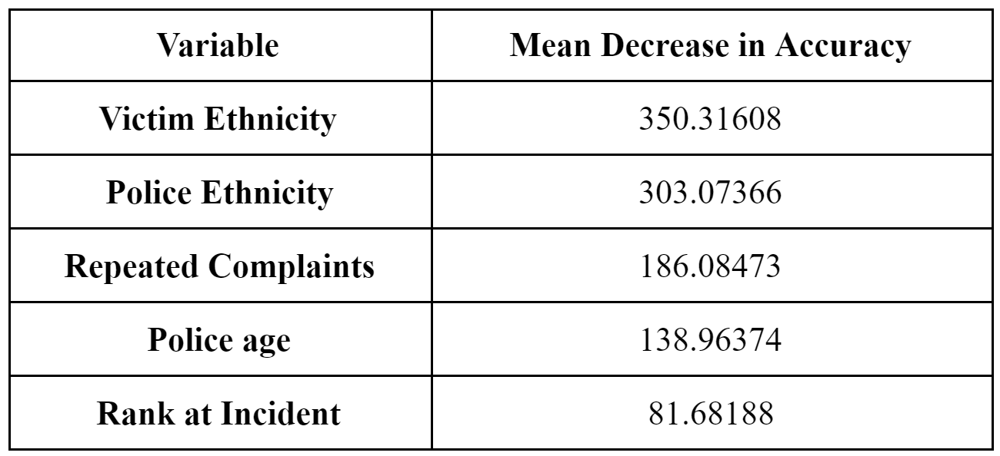 Variable Mean Decrease in Accuracy
Victim Ethnicity 350.31608
Police Ethnicity 303.07366
Repeated Complaints 186.08473
Police age 138.96374
Rank at Incident 81.68188